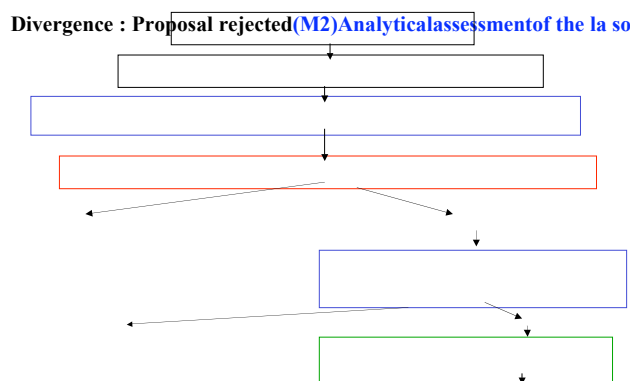 Divergence : Proposal rejected(M2)Analyticalassessmentof the la so